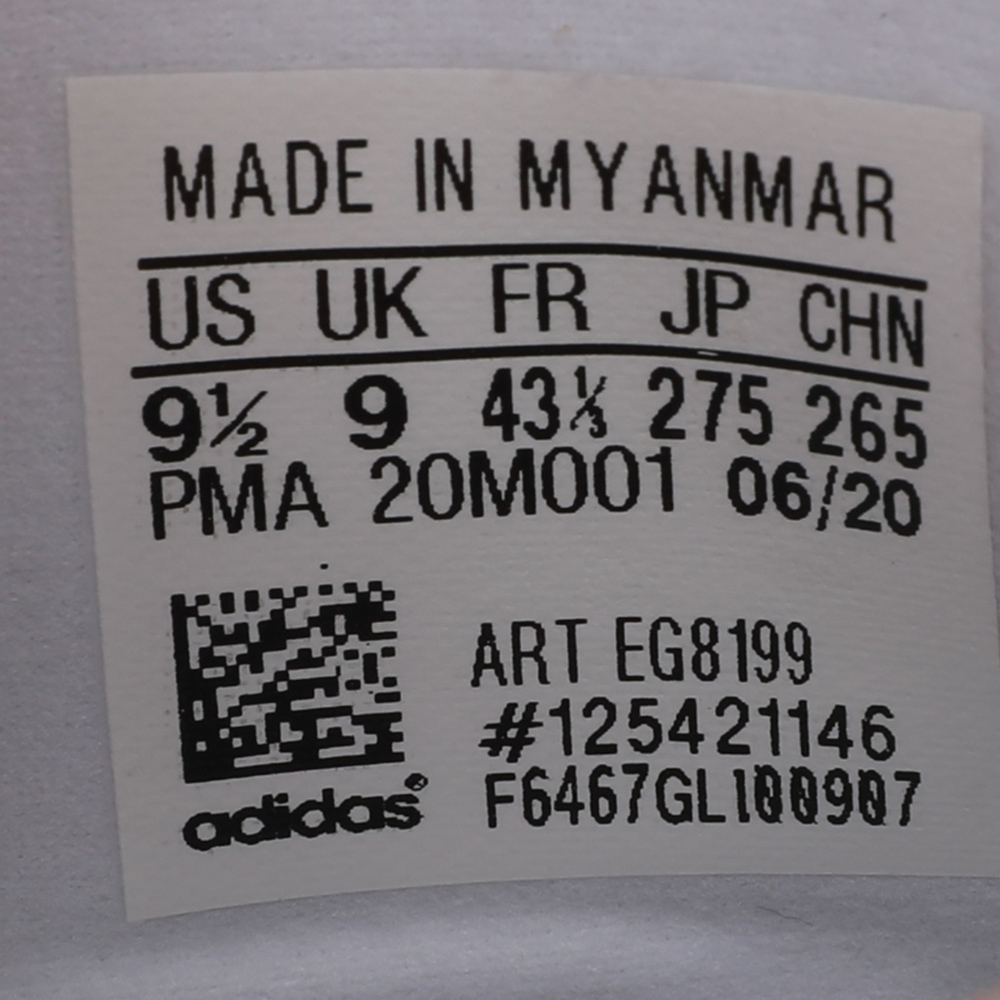 MADE IN MYANMAR
US UK FR JP CHN
9½ 9 43⅓ 275 265
PMA 20M001 06/20
ART EG8199
#125421146
F6467GL100907
adidas®